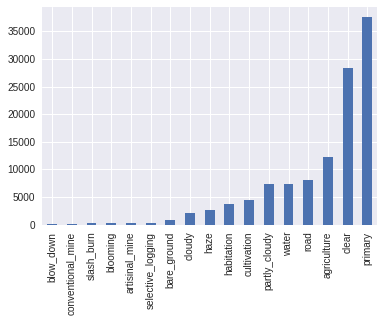 35000
30000
25000
20000
15000
10000
5000
0
blow_down
conventional_mine
slash_burn
blooming
artisinal_mine
selective_logging
bare_ground
cloudy
haze
habitation
cultivation
partly_cloudy
water
road
agriculture
clear
primary